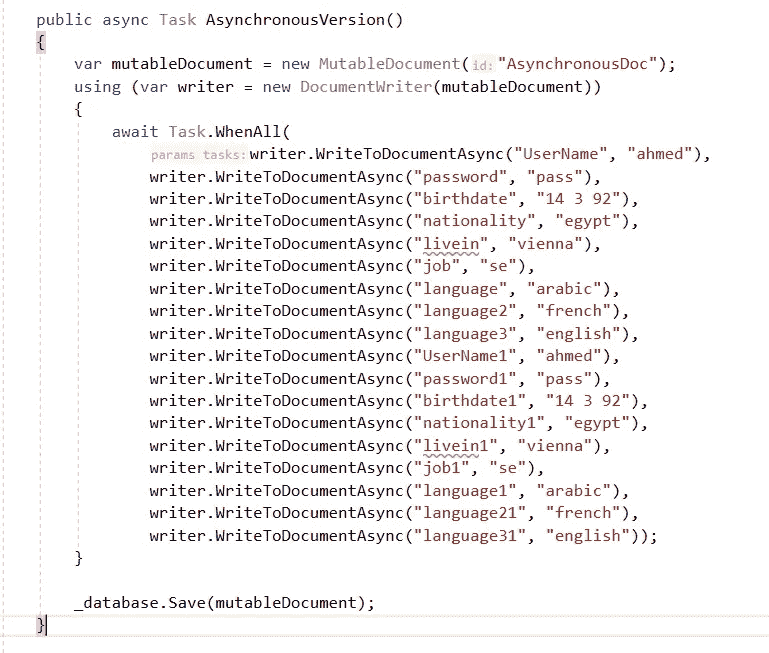 public async Task AsynchronousVersion()
{
var mutableDocument = new MutableDocument(id: "AsynchronousDoc");
using (var writer = new DocumentWriter(mutableDocument))
{
await Task.WhenAll(
params tasks: writer.WriteToDocumentAsync("UserName", "ahmed"),
writer.WriteToDocumentAsync("password", "pass"),
writer.WriteToDocumentAsync("birthdate", "14 3 92"),
writer.WriteToDocumentAsync("nationality", "egypt"),
writer.WriteToDocumentAsync("livein", "vienna"),
writer.WriteToDocumentAsync("job", "se"),
writer.WriteToDocumentAsync("language", "arabic"),
writer.WriteToDocumentAsync("language2", "french"),
writer.WriteToDocumentAsync("language3", "english"),
writer.WriteToDocumentAsync("UserName1", "ahmed"),
writer.WriteToDocumentAsync("password1", "pass"),
writer.WriteToDocumentAsync("birthdate1", "14 3 92"),
writer.WriteToDocumentAsync("nationality1", "egypt"),
writer.WriteToDocumentAsync("livein1", "vienna"),
writer.WriteToDocumentAsync("job1", "se"),
writer.WriteToDocumentAsync("language1", "arabic"),
writer.WriteToDocumentAsync("language21", "french"),
writer.WriteToDocumentAsync("language31", "english"));
}
_database.Save(mutableDocument);
}